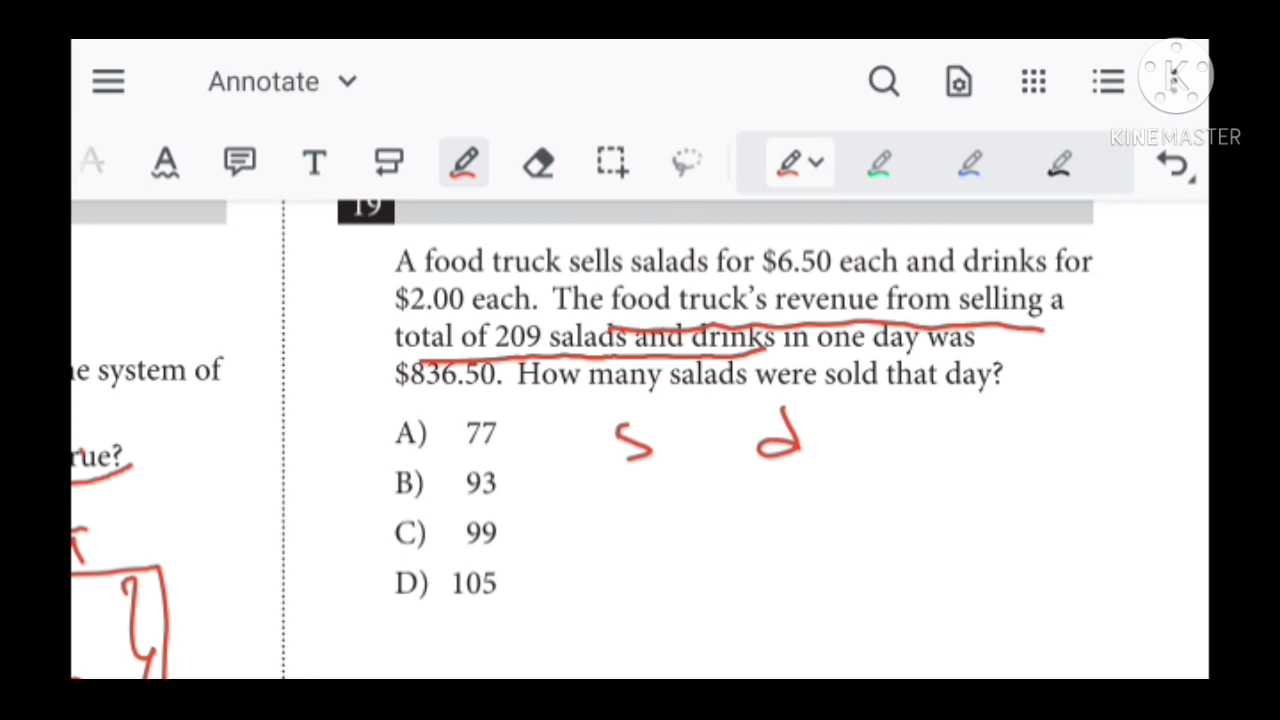 Annotate
KINEMASTER
19
A food truck sells salads for $6.50 each and drinks for
$2.00 each. The food truck's revenue from selling a
total of 209 salads and drinks in one day was
$836.50. How many salads were sold that day?
A) 77
B) 93
C) 99
D) 105
s d
e system of
rue?